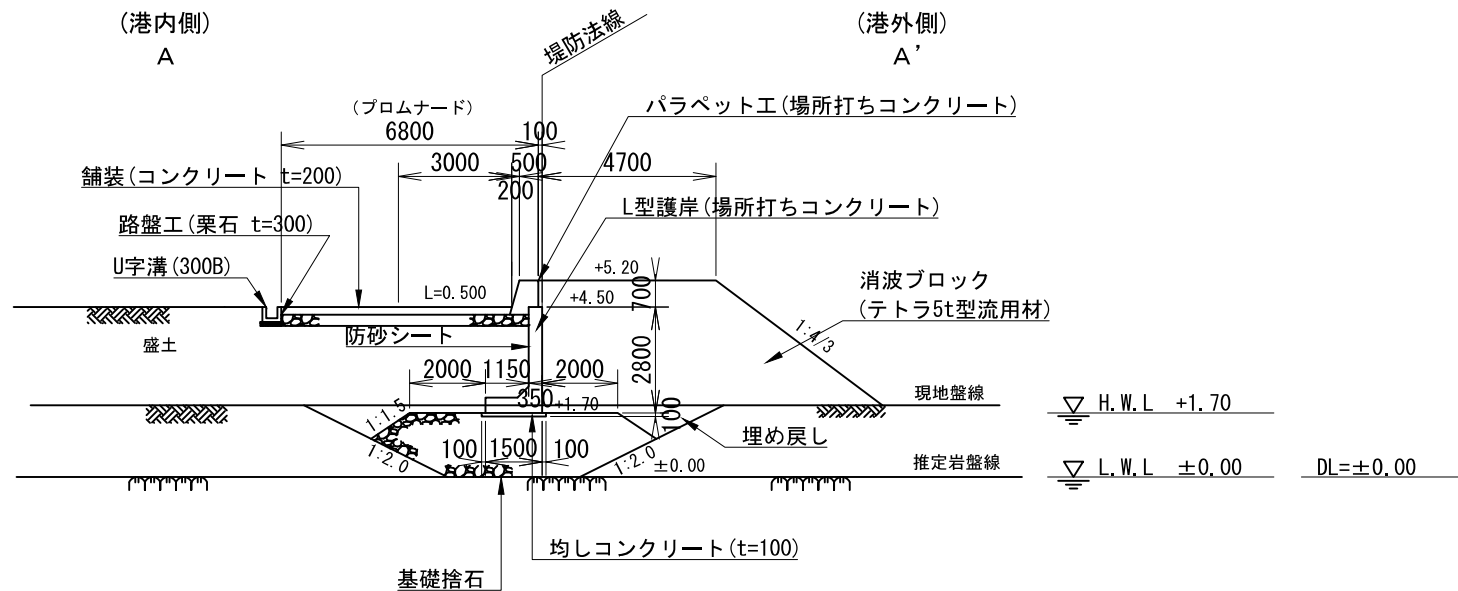 (港内側)
A
堤防法線
(港外側)
A’
(プロムナード)
6800
100
パラペット工(場所打ちコンクリート)
3000
500
4700
200
舗装(コンクリート t=200)
L型護岸(場所打ちコンクリート)
路盤工(栗石 t=300)
U字溝(300B)
+5.20
消波ブロック
(テトラ5t型流用材)
L=0.500
+4.50
700
防砂シート
盛土
1:4/3
2800
2000
1150
2000
350
+1.70
現地盤線
H.W.L +1.70
1:1.5
100
埋め戻し
1:2.0
100
1500
100
1:2.0
±0.00
推定岩盤線
L.W.L ±0.00
DL=±0.00
均しコンクリート(t=100)
基礎捨石